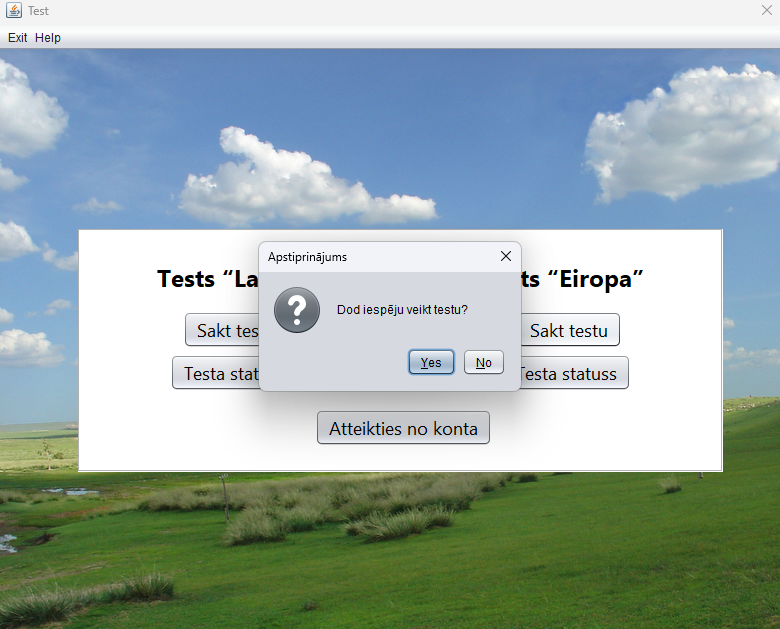 Test
Exit Help
Apstiprinājums
Tests “La
ts “Eiropa”
Dod iespēju veikt testu?
Sakt tes
Sakt testu
Yes No
Testa stat
Testa statuss
Atteikties no konta